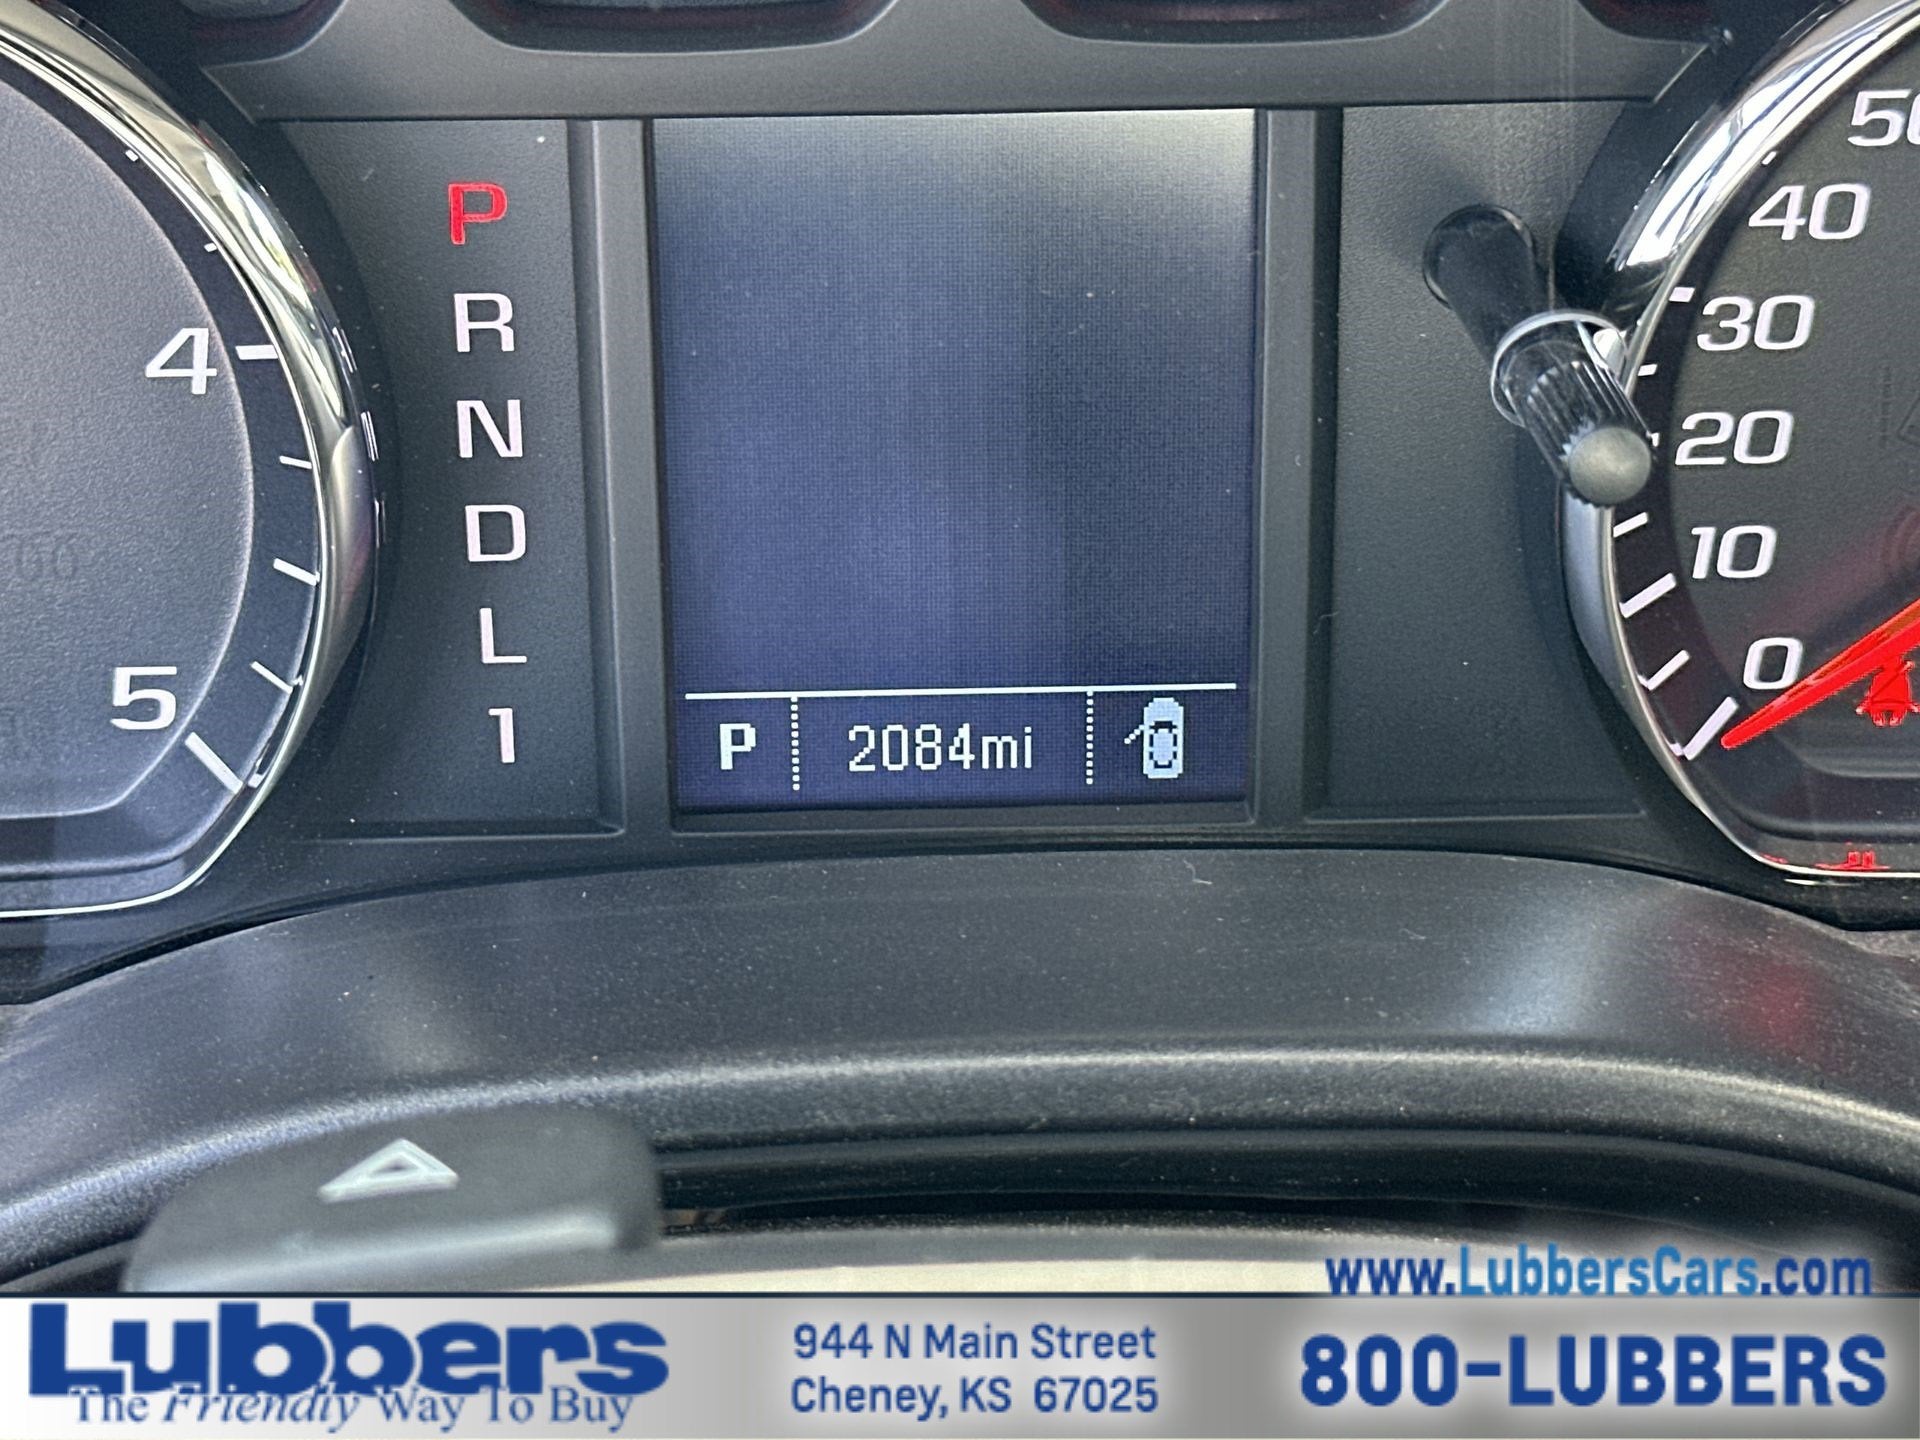 P
R
N
D
L
1
4
5
50
40
30
20
10
0
P 2084mi
www.LubbersCars.com
Lubbers
The Friendly Way To Buy
944 N Main Street
Cheney, KS 67025
800-LUBBERS